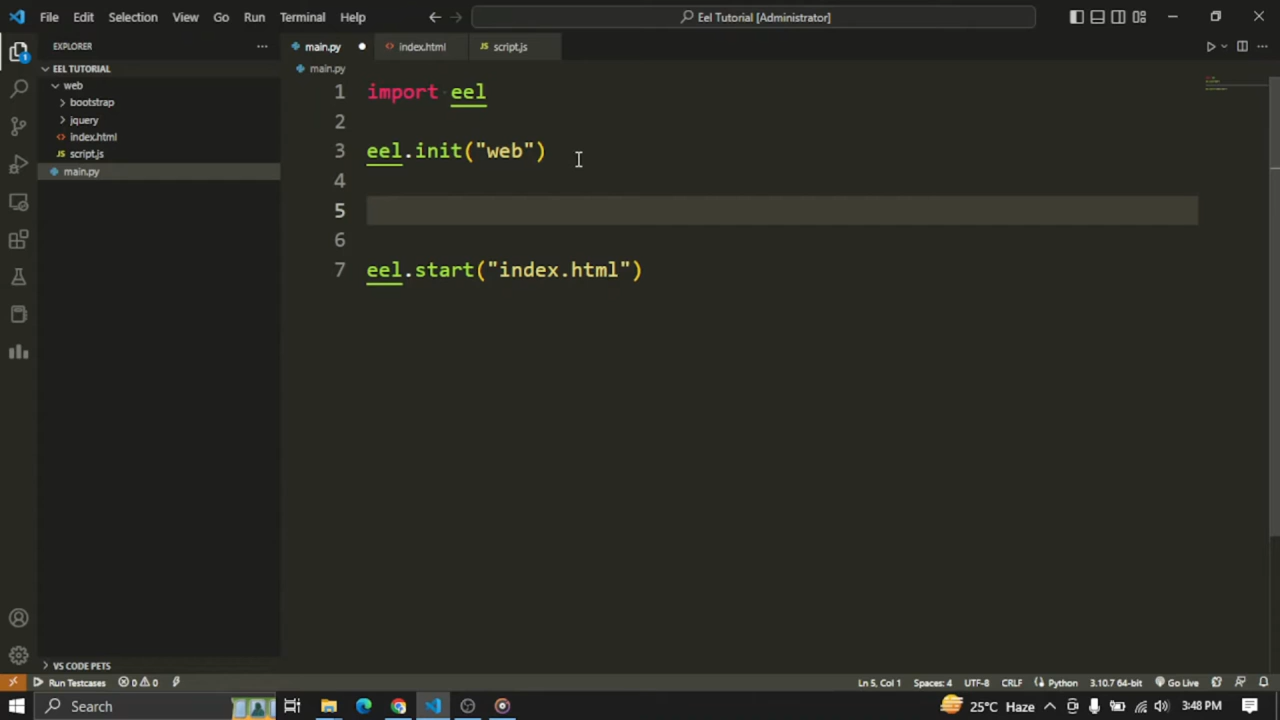 File Edit Selection View Go Run Terminal Help
Eel Tutorial [Administrator]
EXPLORER
EEL TUTORIAL
web
bootstrap
jquery
index.html
script.js
main.py
VS CODE PETS
main.py index.html script.js
main.py
1 import eel
2
3 eel.init("web")
4
5
6
7 eel.start("index.html")
1
Run Testcases 0 0 Ln 5, Col 1 Spaces: 4 UTF-8 CRLF Python 3.10.7 64-bit Go Live
Search 25°C Haze 3:48 PM